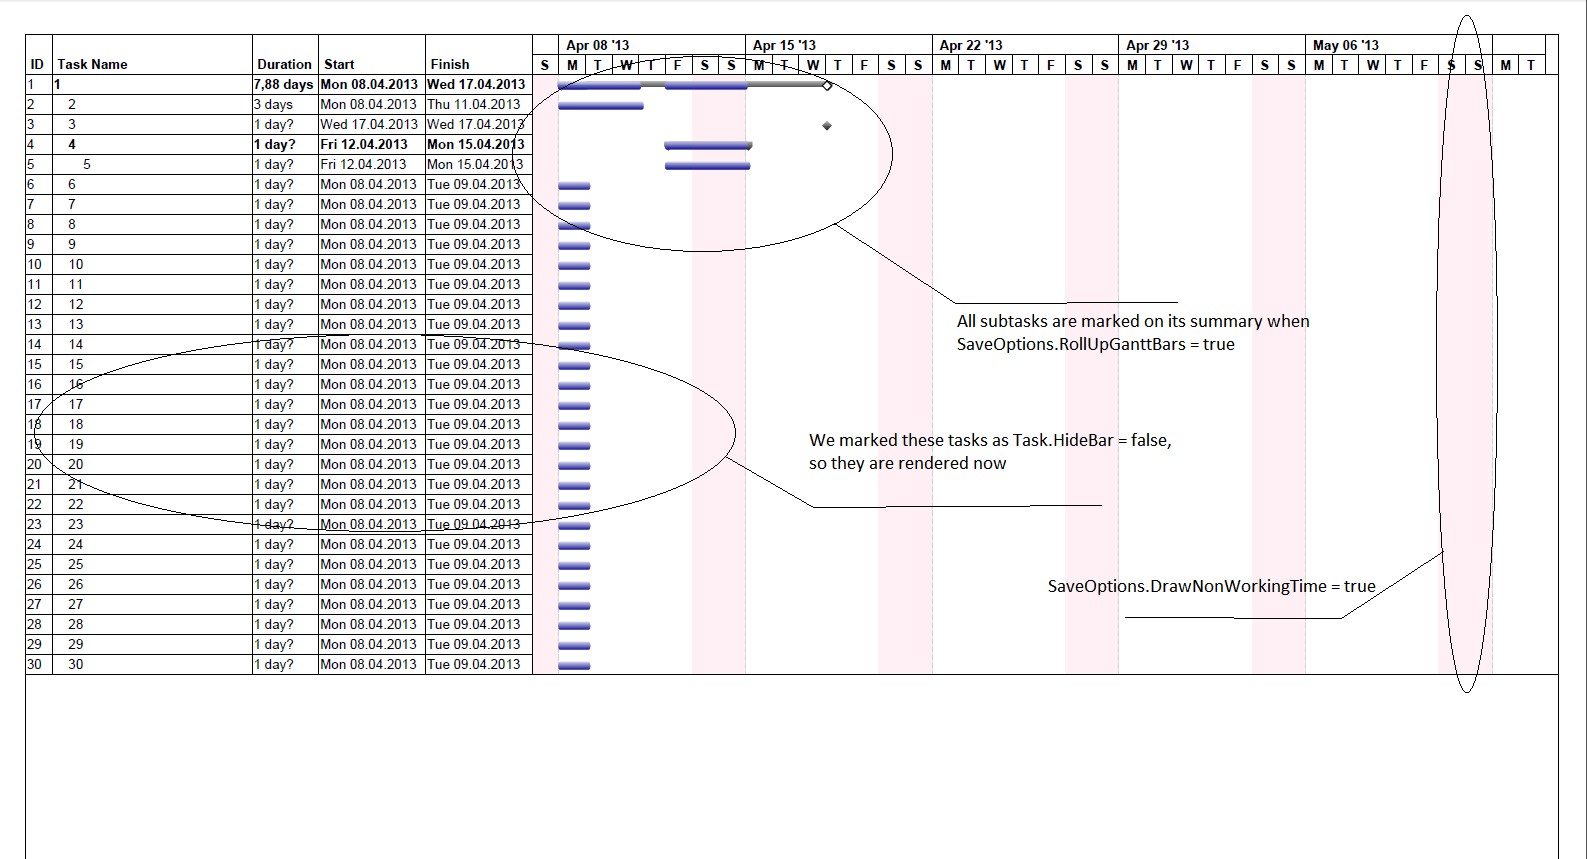 Apr 08 '13 Apr 15 '13 Apr 22 '13 Apr 29 '13 May 06 '13
ID Task Name Duration Start Finish S M T W T F S S M T W T F S S M T W T F S S M T W T F S S M T W T F S S M T
1 1 7,88 days Mon 08.04.2013 Wed 17.04.2013
2 2 3 days Mon 08.04.2013 Thu 11.04.2013
3 3 1 day? Wed 17.04.2013 Wed 17.04.2013
4 4 1 day? Fri 12.04.2013 Mon 15.04.2013
5 5 1 day? Fri 12.04.2013 Mon 15.04.2013
6 6 1 day? Mon 08.04.2013 Tue 09.04.2013
7 7 1 day? Mon 08.04.2013 Tue 09.04.2013
8 8 1 day? Mon 08.04.2013 Tue 09.04.2013
9 9 1 day? Mon 08.04.2013 Tue 09.04.2013
10 10 1 day? Mon 08.04.2013 Tue 09.04.2013
11 11 1 day? Mon 08.04.2013 Tue 09.04.2013
12 12 1 day? Mon 08.04.2013 Tue 09.04.2013
13 13 1 day? Mon 08.04.2013 Tue 09.04.2013
14 14 1 day? Mon 08.04.2013 Tue 09.04.2013
15 15 1 day? Mon 08.04.2013 Tue 09.04.2013
16 16 1 day? Mon 08.04.2013 Tue 09.04.2013
17 17 1 day? Mon 08.04.2013 Tue 09.04.2013
18 18 1 day? Mon 08.04.2013 Tue 09.04.2013
19 19 1 day? Mon 08.04.2013 Tue 09.04.2013
20 20 1 day? Mon 08.04.2013 Tue 09.04.2013
21 21 1 day? Mon 08.04.2013 Tue 09.04.2013
22 22 1 day? Mon 08.04.2013 Tue 09.04.2013
23 23 1 day? Mon 08.04.2013 Tue 09.04.2013
24 24 1 day? Mon 08.04.2013 Tue 09.04.2013
25 25 1 day? Mon 08.04.2013 Tue 09.04.2013
26 26 1 day? Mon 08.04.2013 Tue 09.04.2013
27 27 1 day? Mon 08.04.2013 Tue 09.04.2013
28 28 1 day? Mon 08.04.2013 Tue 09.04.2013
29 29 1 day? Mon 08.04.2013 Tue 09.04.2013
30 30 1 day? Mon 08.04.2013 Tue 09.04.2013
All subtasks are marked on its summary when
SaveOptions.RollUpGanttBars = true
We marked these tasks as Task.HideBar = false,
so they are rendered now
SaveOptions.DrawNonWorkingTime = true